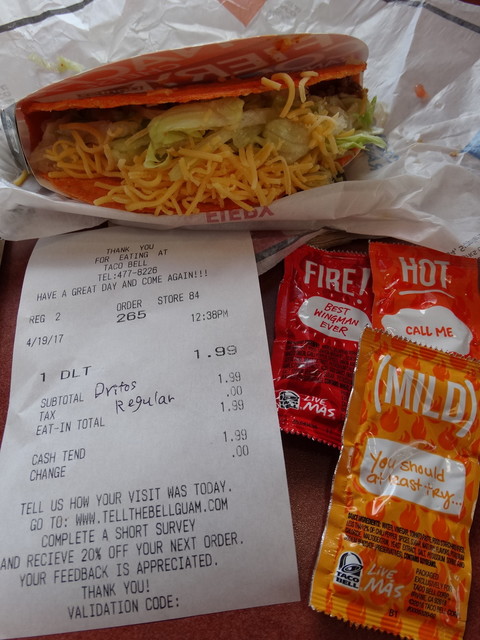 THANK YOU
FOR EATING AT
TACO BELL
TEL:477-8226
HAVE A GREAT DAY AND COME AGAIN!!!
REG 2 ORDER STORE 84
265 12:38PM
4/19/17
1 DLT 1.99
SUBTOTAL 1.99
Dritos
TAX .00
Regular
EAT-IN TOTAL 1.99
CASH TEND 1.99
CHANGE .00
TELL US HOW YOUR VISIT WAS TODAY.
GO TO: WWW.TELLTHEBELLGUAM.COM
COMPLETE A SHORT SURVEY
AND RECIEVE 20% OFF YOUR NEXT ORDER.
YOUR FEEDBACK IS APPRECIATED.
THANK YOU!
VALIDATION CODE:
FIRE!
BEST
WINGMAN
EVER
LIVE
MÁS
HOT
CALL ME
(MILD)
You should
at least try...
TACO
BELL
LIVE
MÁS